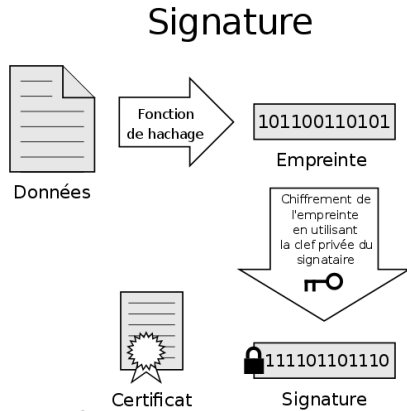 Signature
Fonction
de hachage
101100110101
Empreinte
Données
Chiffrement de
l'empreinte
en utilisant
la clef privée du
signataire
111101101110
Certificat
Signature